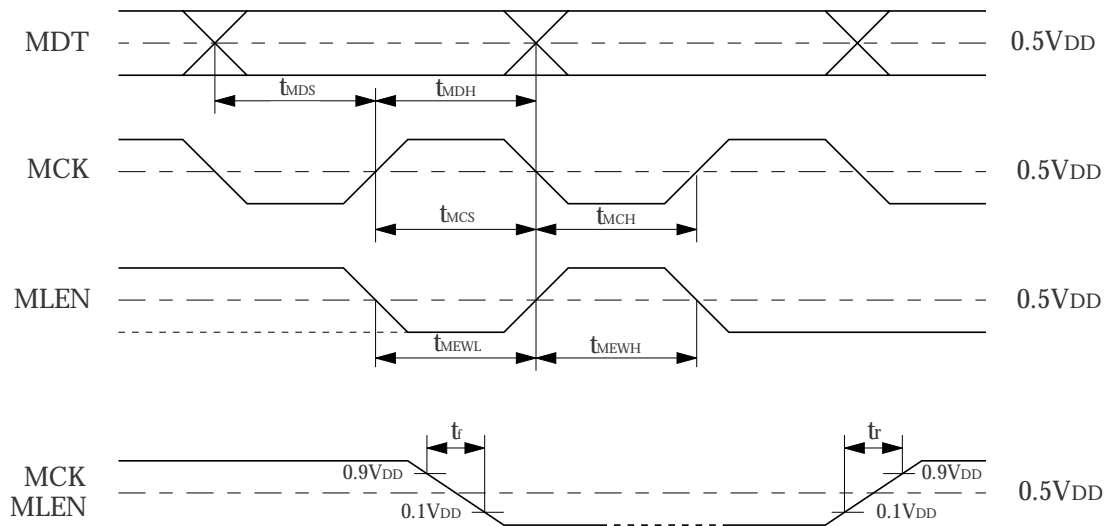 MDT
0.5VDD
tMDS
tMDH
MCK
0.5VDD
tMCS
tMCH
MLEN
0.5VDD
tMEWL
tMEWH
tf
tr
MCK
MLEN
0.9VDD
0.1VDD
0.9VDD
0.1VDD
0.5VDD